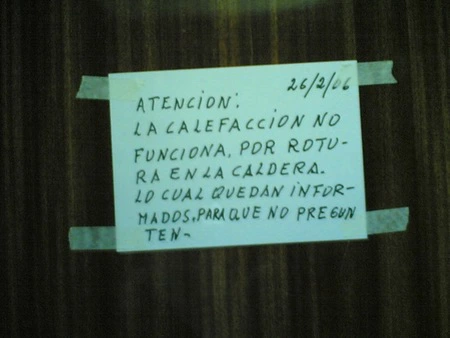 26/2/06
ATENCION:
LA CALEFACCION NO
FUNCIONA, POR ROTU-
RA EN LA CALDERA.
LO CUAL QUEDAN INFOR-
MADOS, PARA QUE NO PREGUN
TEN-